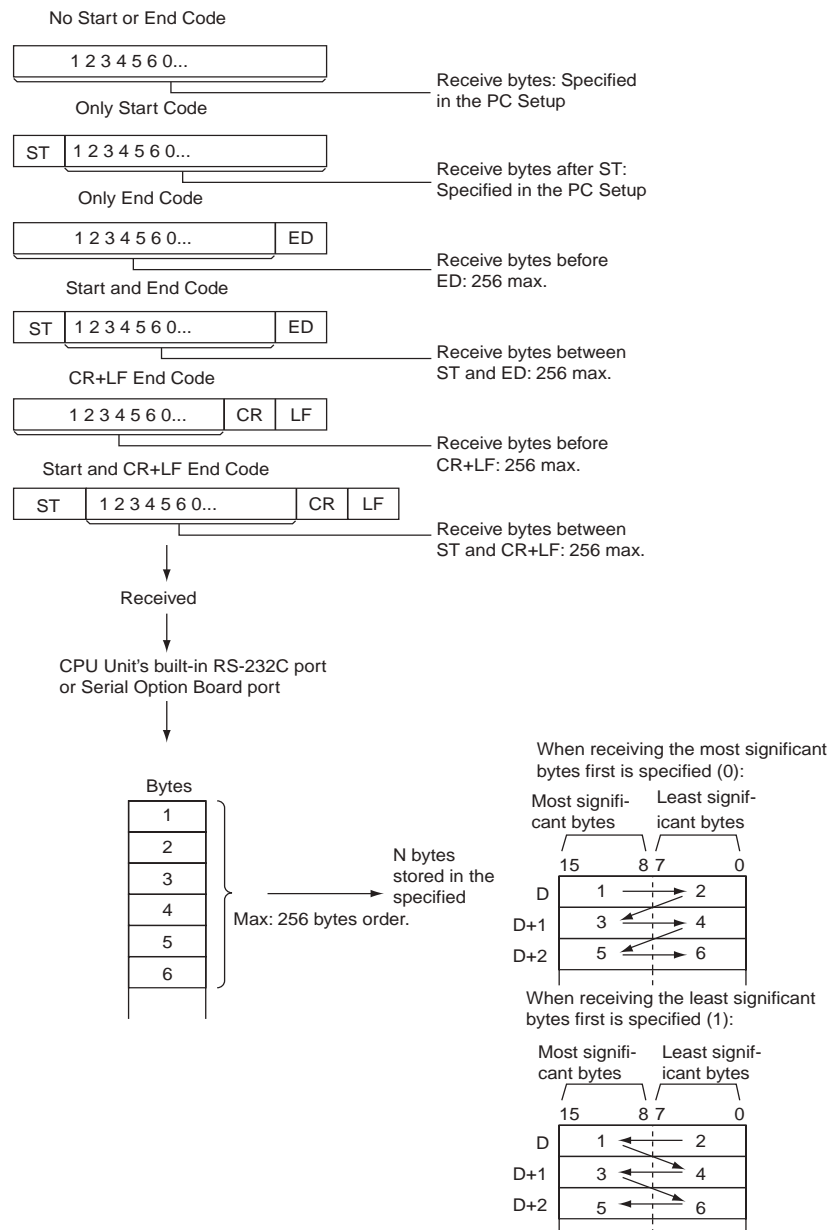 No Start or End Code
1 2 3 4 5 6 0...
Receive bytes: Specified
in the PC Setup
Only Start Code
ST 1 2 3 4 5 6 0...
Receive bytes after ST:
Specified in the PC Setup
Only End Code
1 2 3 4 5 6 0... ED
Receive bytes before
ED: 256 max.
Start and End Code
ST 1 2 3 4 5 6 0... ED
Receive bytes between
ST and ED: 256 max.
CR+LF End Code
1 2 3 4 5 6 0... CR LF
Receive bytes before
CR+LF: 256 max.
Start and CR+LF End Code
ST 1 2 3 4 5 6 0... CR LF
Receive bytes between
ST and CR+LF: 256 max.
Received
CPU Unit's built-in RS-232C port
or Serial Option Board port
Bytes
1
2
3
4
5
6
Max: 256 bytes
N bytes
stored in the
specified
order.
When receiving the most significant
bytes first is specified (0):
Most signifi-
cant bytes
Least signif-
icant bytes
15 8 7 0
D 1 2
D+1 3 4
D+2 5 6
When receiving the least significant
bytes first is specified (1):
Most signifi-
cant bytes
Least signif-
icant bytes
15 8 7 0
D 1 2
D+1 3 4
D+2 5 6